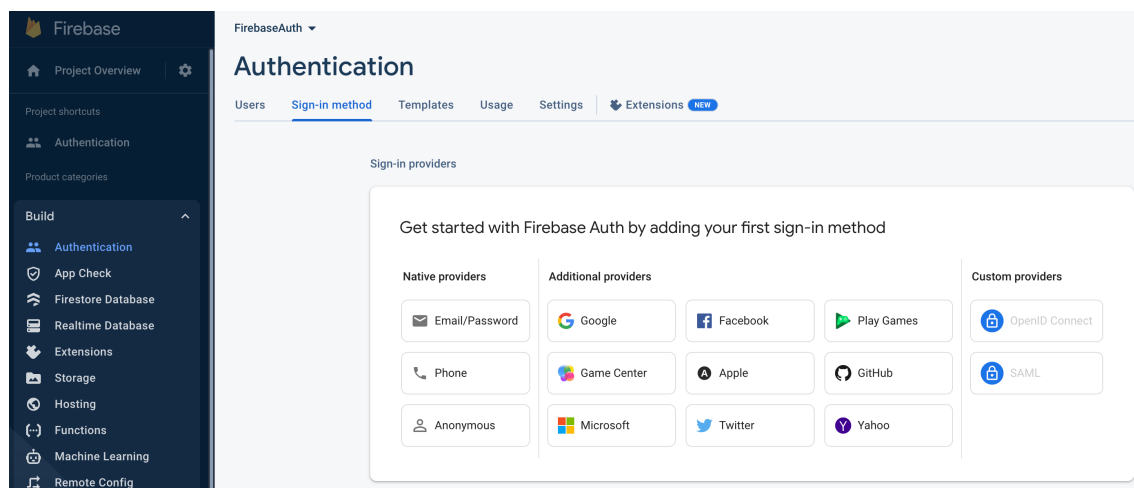 Firebase
Project Overview
Project shortcuts
Authentication
Product categories
Build
Authentication
App Check
Firestore Database
Realtime Database
Extensions
Storage
Hosting
Functions
Machine Learning
Remote Config
FirebaseAuth
Authentication
Users Sign-in method Templates Usage Settings Extensions NEW
Sign-in providers
Get started with Firebase Auth by adding your first sign-in method
Native providers
Email/Password
Phone
Anonymous
Additional providers
Google Facebook Play Games
Game Center Apple GitHub
Microsoft Twitter Yahoo
Custom providers
OpenID Connect
SAML